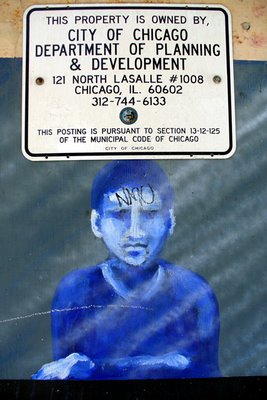 THIS PROPERTY IS OWNED BY,
CITY OF CHICAGO
DEPARTMENT OF PLANNING
& DEVELOPMENT
121 NORTH LASALLE #1008
CHICAGO, IL. 60602
312-744-6133
THIS POSTING IS PURSUANT TO SECTION 13-12-125
OF THE MUNICIPAL CODE OF CHICAGO
CITY OF CHICAGO